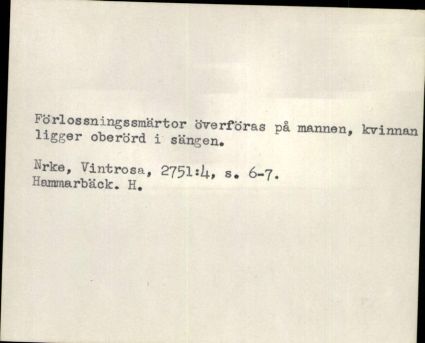 Förlossningssmärtor överföras på mannen, kvinnan
ligger oberörd i sängen.
Nrke, Vintrosa, 2751:4, s. 6-7.
Hammarbäck. H.